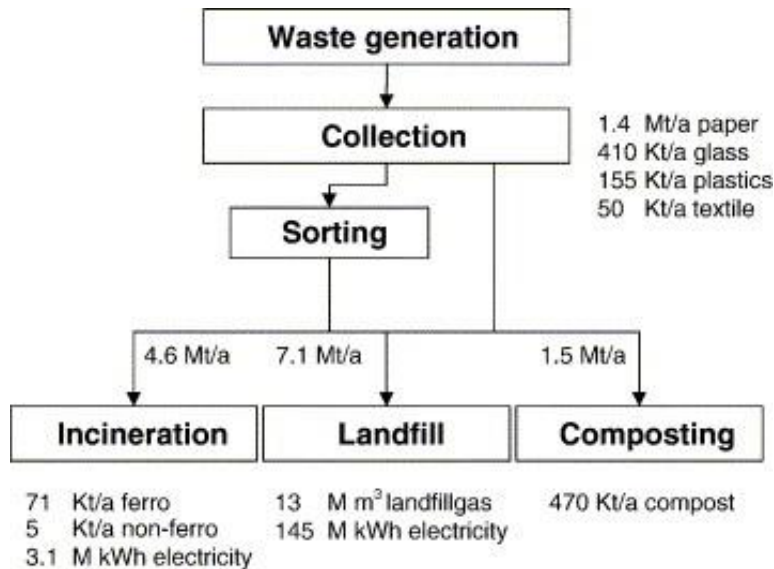 Waste generation
Collection
1.4 Mt/a paper
410 Kt/a glass
155 Kt/a plastics
50 Kt/a textile
Sorting
4.6 Mt/a
7.1 Mt/a
1.5 Mt/a
Incineration
Landfill
Composting
71 Kt/a ferro
5 Kt/a non-ferro
3.1 M kWh electricity
13 M m³ landfillgas
145 M kWh electricity
470 Kt/a compost